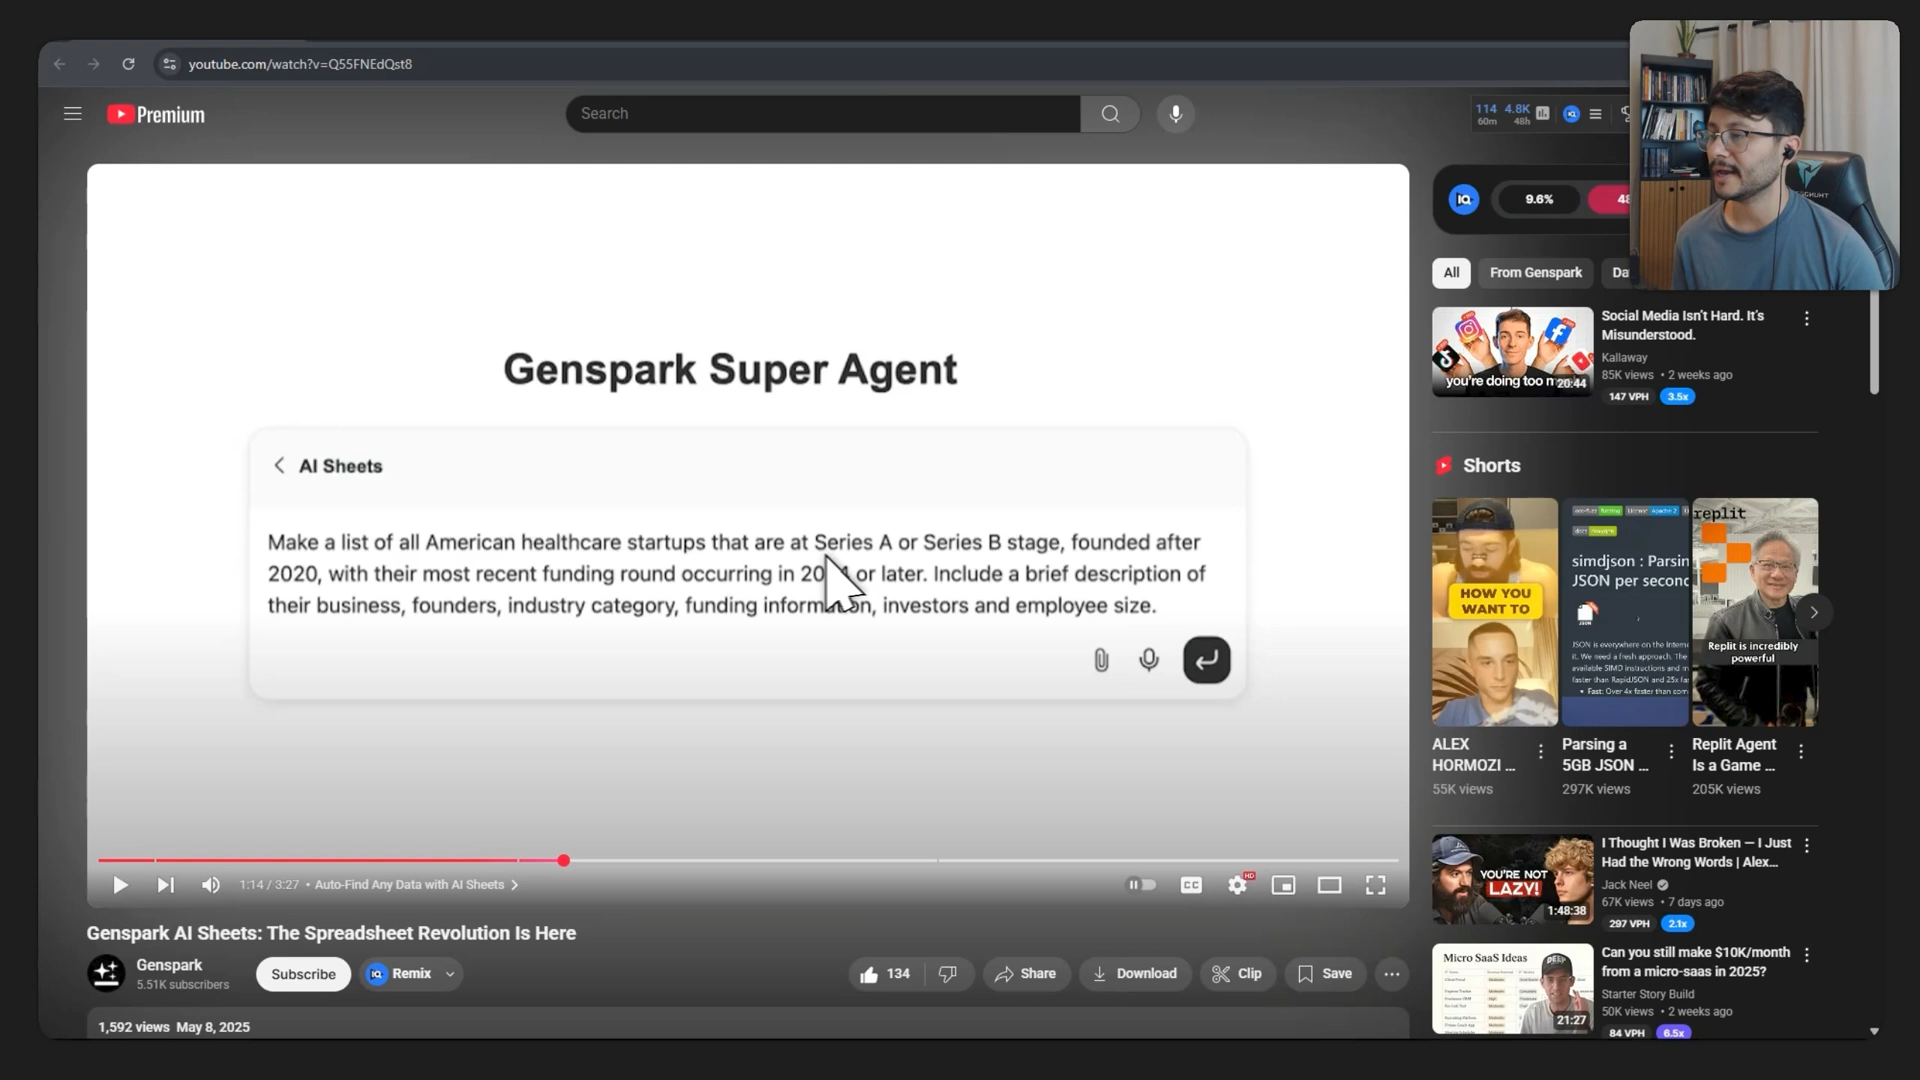 youtube.com/watch?v=Q55FNEdQst8
Premium
Search
114 4.8K
60m 48h
IQ 9.6%
All From Genspark
Genspark Super Agent
AI Sheets
Make a list of all American healthcare startups that are at Series A or Series B stage, founded after
2020, with their most recent funding round occurring in 20 or later. Include a brief description of
their business, founders, industry category, funding information, investors and employee size.
1:14 / 3:27 • Auto-Find Any Data with AI Sheets
CC
HD
Genspark AI Sheets: The Spreadsheet Revolution Is Here
Genspark
5.51K subscribers
Subscribe
IQ Remix
134
Share
Download
Clip
Save
1,592 views May 8, 2025
you're doing too
20:44
Social Media Isn't Hard. It's
Misunderstood.
Kallaway
85K views • 2 weeks ago
147 VPH 3.5x
Shorts
HOW YOU
WANT TO
simdjson : Parsin
JSON per second
replit
Replit is incredibly
powerful
ALEX
HORMOZI ...
55K views
Parsing a
5GB JSON ...
297K views
Replit Agent
Is a Game ...
205K views
YOU'RE NOT
LAZY!
1:48:38
I Thought I Was Broken — I Just
Had the Wrong Words | Alex...
Jack Neel
67K views • 7 days ago
297 VPH 2.1x
Micro SaaS Ideas
21:27
Can you still make $10K/month
from a micro-saas in 2025?
Starter Story Build
50K views • 2 weeks ago
84 VPH 6.5x